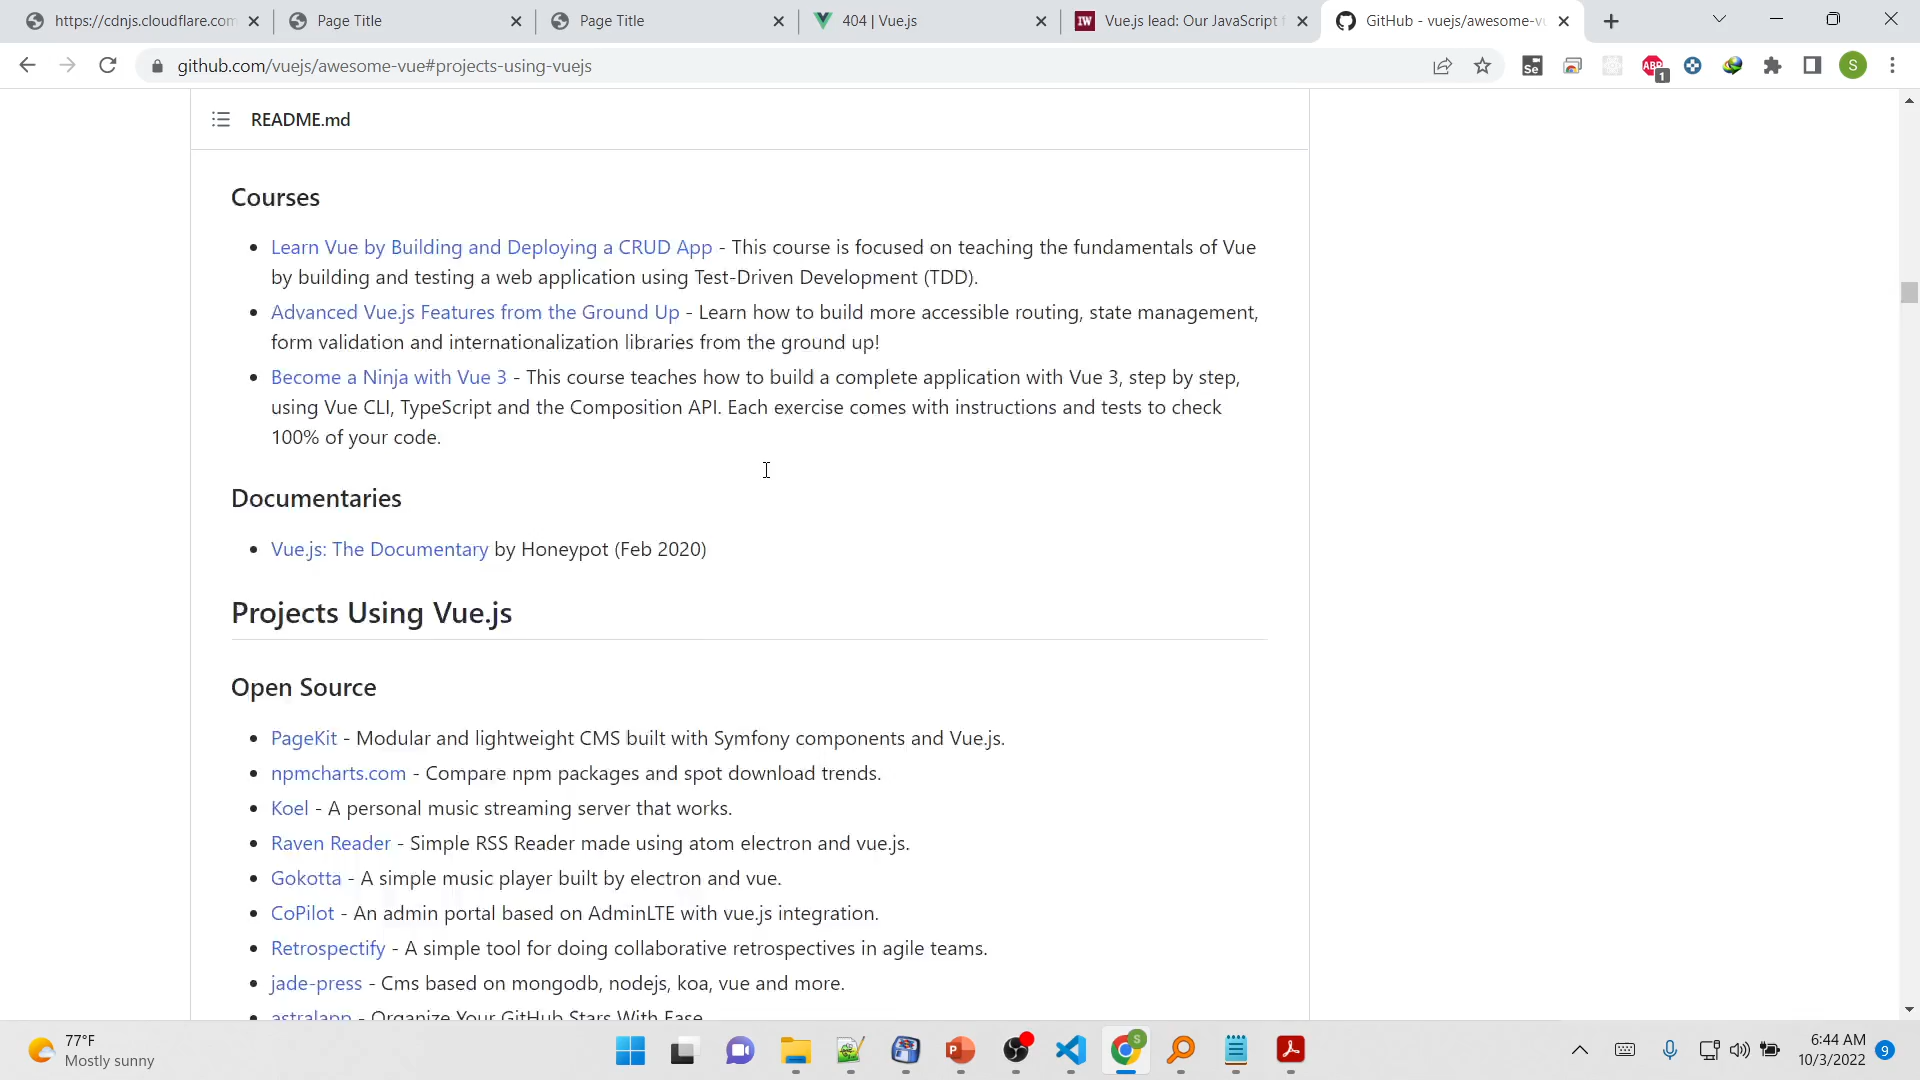 https://cdnjs.cloudflare.com
Page Title
Page Title
404 | Vue.js
Vue.js lead: Our JavaScript
GitHub - vuejs/awesome-vu
github.com/vuejs/awesome-vue#projects-using-vuejs
Se
ABP
1
S
README.md
Courses
Learn Vue by Building and Deploying a CRUD App - This course is focused on teaching the fundamentals of Vue
by building and testing a web application using Test-Driven Development (TDD).
Advanced Vue.js Features from the Ground Up - Learn how to build more accessible routing, state management,
form validation and internationalization libraries from the ground up!
Become a Ninja with Vue 3 - This course teaches how to build a complete application with Vue 3, step by step,
using Vue CLI, TypeScript and the Composition API. Each exercise comes with instructions and tests to check
100% of your code.
Documentaries
Vue.js: The Documentary by Honeypot (Feb 2020)
Projects Using Vue.js
Open Source
PageKit - Modular and lightweight CMS built with Symfony components and Vue.js.
npmcharts.com - Compare npm packages and spot download trends.
Koel - A personal music streaming server that works.
Raven Reader - Simple RSS Reader made using atom electron and vue.js.
Gokotta - A simple music player built by electron and vue.
CoPilot - An admin portal based on AdminLTE with vue.js integration.
Retrospectify - A simple tool for doing collaborative retrospectives in agile teams.
jade-press - Cms based on mongodb, nodejs, koa, vue and more.
astralapp - Organize Your GitHub Stars With Ease
77°F
Mostly sunny
6:44 AM
10/3/2022
9